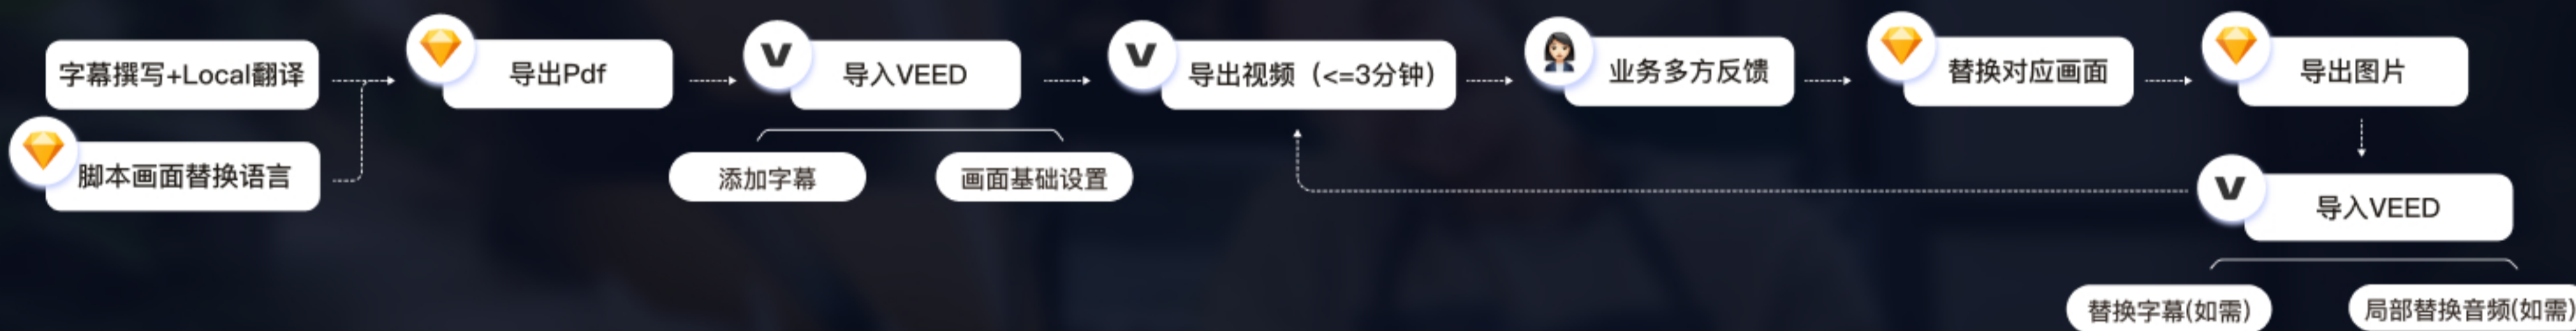 字幕撰写+Local翻译
脚本画面替换语言
导出Pdf
导入VEED
添加字幕
画面基础设置
导出视频（<=3分钟）
业务多方反馈
替换对应画面
导出图片
导入VEED
替换字幕(如需)
局部替换音频(如需)